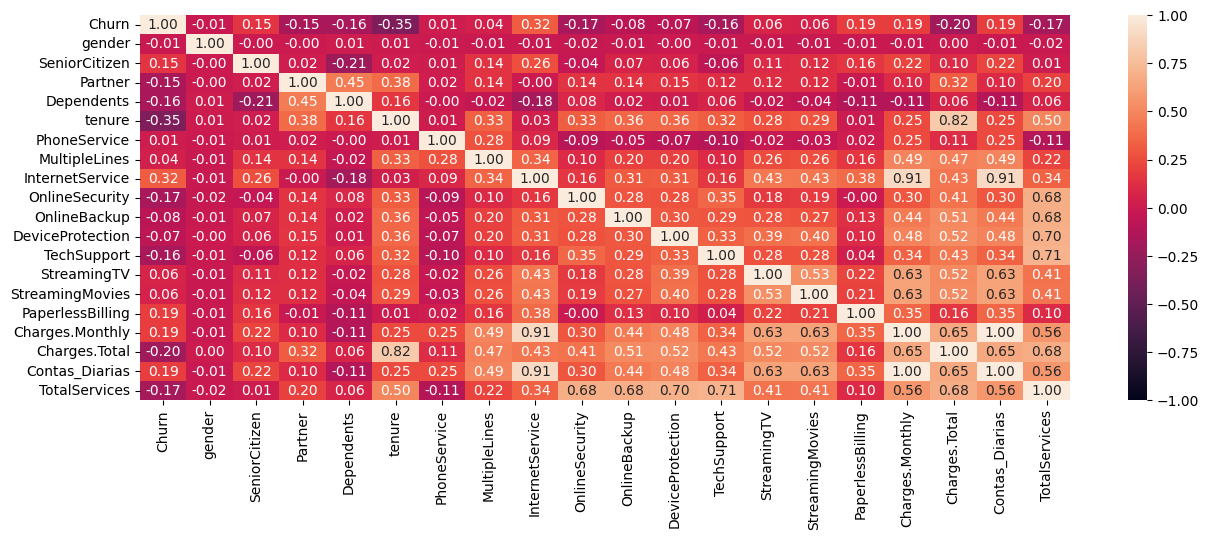 Churn 1.00 -0.01 0.15 -0.15 -0.16 -0.35 0.01 0.04 0.32 -0.17 -0.08 -0.07 -0.16 0.06 0.06 0.19 0.19 -0.20 0.19 -0.17
gender -0.01 1.00 -0.00 -0.00 0.01 0.01 -0.01 -0.01 -0.01 -0.02 -0.01 -0.00 -0.01 -0.01 -0.01 -0.01 -0.01 0.00 -0.01 -0.02
SeniorCitizen 0.15 -0.00 1.00 0.02 -0.21 0.02 0.01 0.14 0.26 -0.04 0.07 0.06 -0.06 0.11 0.12 0.16 0.22 0.10 0.22 0.01
Partner -0.15 -0.00 0.02 1.00 0.45 0.38 0.02 0.14 -0.00 0.14 0.14 0.15 0.12 0.12 0.12 -0.01 0.10 0.32 0.10 0.20
Dependents -0.16 0.01 -0.21 0.45 1.00 0.16 -0.00 -0.02 -0.18 0.08 0.02 0.01 0.06 -0.02 -0.04 -0.11 -0.11 0.06 -0.11 0.06
tenure -0.35 0.01 0.02 0.38 0.16 1.00 0.01 0.33 0.03 0.33 0.36 0.36 0.32 0.28 0.29 0.01 0.25 0.82 0.25 0.50
PhoneService 0.01 -0.01 0.01 0.02 -0.00 0.01 1.00 0.28 0.09 -0.09 -0.05 -0.07 -0.10 -0.02 -0.03 0.02 0.25 0.11 0.25 -0.11
MultipleLines 0.04 -0.01 0.14 0.14 -0.02 0.33 0.28 1.00 0.34 0.10 0.20 0.20 0.10 0.26 0.26 0.16 0.49 0.47 0.49 0.22
InternetService 0.32 -0.01 0.26 -0.00 -0.18 0.03 0.09 0.34 1.00 0.16 0.31 0.31 0.16 0.43 0.43 0.38 0.91 0.43 0.91 0.34
OnlineSecurity -0.17 -0.02 -0.04 0.14 0.08 0.33 -0.09 0.10 0.16 1.00 0.28 0.28 0.35 0.18 0.19 -0.00 0.30 0.41 0.30 0.68
OnlineBackup -0.08 -0.01 0.07 0.14 0.02 0.36 -0.05 0.20 0.31 0.28 1.00 0.30 0.29 0.28 0.27 0.13 0.44 0.51 0.44 0.68
DeviceProtection -0.07 -0.00 0.06 0.15 0.01 0.36 -0.07 0.20 0.31 0.28 0.30 1.00 0.33 0.39 0.40 0.10 0.48 0.52 0.48 0.70
TechSupport -0.16 -0.01 -0.06 0.12 0.06 0.32 -0.10 0.10 0.16 0.35 0.29 0.33 1.00 0.28 0.28 0.04 0.34 0.43 0.34 0.71
StreamingTV 0.06 -0.01 0.11 0.12 -0.02 0.28 -0.02 0.26 0.43 0.18 0.28 0.39 0.28 1.00 0.53 0.22 0.63 0.52 0.63 0.41
StreamingMovies 0.06 -0.01 0.12 0.12 -0.04 0.29 -0.03 0.26 0.43 0.19 0.27 0.40 0.28 0.53 1.00 0.21 0.63 0.52 0.63 0.41
PaperlessBilling 0.19 -0.01 0.16 -0.01 -0.11 0.01 0.02 0.16 0.38 -0.00 0.13 0.10 0.04 0.22 0.21 1.00 0.35 0.16 0.35 0.10
Charges.Monthly 0.19 -0.01 0.22 0.10 -0.11 0.25 0.25 0.49 0.91 0.30 0.44 0.48 0.34 0.63 0.63 0.35 1.00 0.65 1.00 0.56
Charges.Total -0.20 0.00 0.10 0.32 0.06 0.82 0.11 0.47 0.43 0.41 0.51 0.52 0.43 0.52 0.52 0.16 0.65 1.00 0.65 0.68
Contas_Diarias 0.19 -0.01 0.22 0.10 -0.11 0.25 0.25 0.49 0.91 0.30 0.44 0.48 0.34 0.63 0.63 0.35 1.00 0.65 1.00 0.56
TotalServices -0.17 -0.02 0.01 0.20 0.06 0.50 -0.11 0.22 0.34 0.68 0.68 0.70 0.71 0.41 0.41 0.10 0.56 0.68 0.56 1.00
Churn
gender
SeniorCitizen
Partner
Dependents
tenure
PhoneService
MultipleLines
InternetService
OnlineSecurity
OnlineBackup
DeviceProtection
TechSupport
StreamingTV
StreamingMovies
PaperlessBilling
Charges.Monthly
Charges.Total
Contas_Diarias
TotalServices
1.00
0.75
0.50
0.25
0.00
−0.25
−0.50
−0.75
−1.00